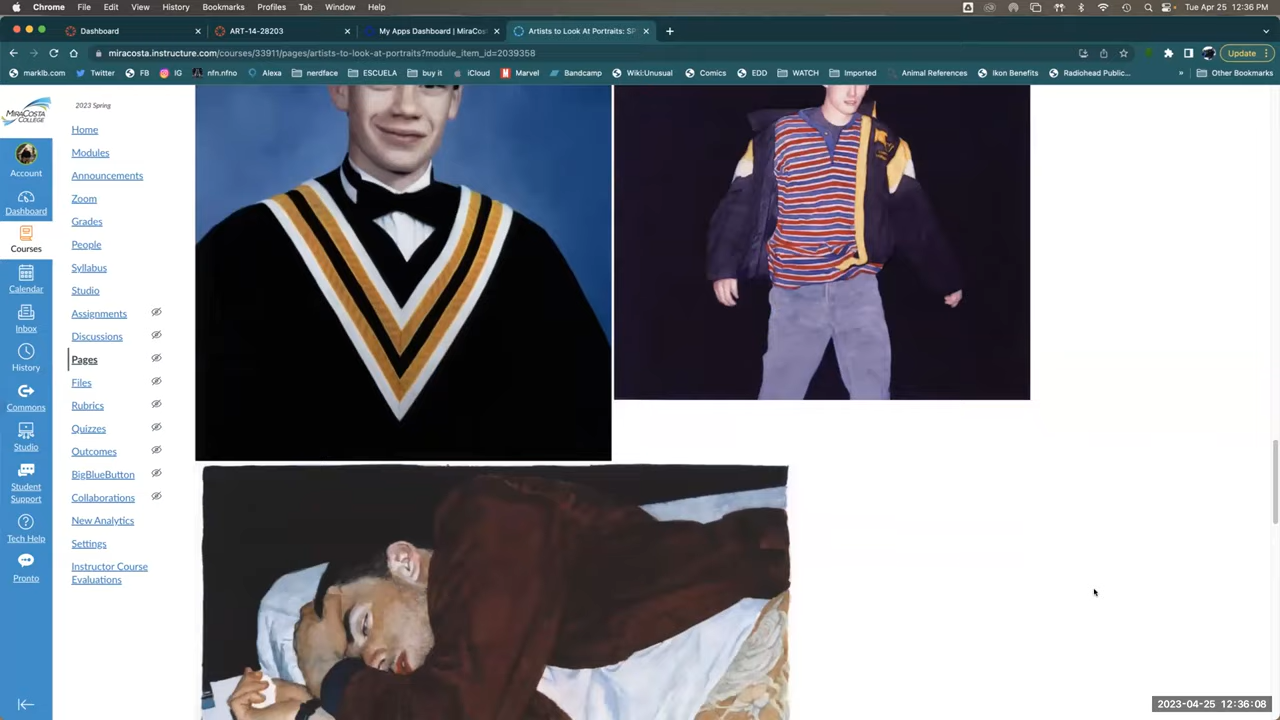 Chrome File Edit View History Bookmarks Profiles Tab Window Help Tue Apr 25 12:36 PM
Dashboard ART-14-28203 My Apps Dashboard | MiraCost Artists to Look At Portraits: SP
miracosta.instructure.com/courses/33911/pages/artists-to-look-at-portraits?module_item_id=2039358 Update
marklb.com Twitter FB IG nfn.nfno Alexa nerdface ESCUELA buy it iCloud Marvel Bandcamp Wiki:Unusual Comics EDD WATCH Imported Animal References Ikon Benefits Radiohead Public... » Other Bookmarks
MIRACOSTA COLLEGE
Account
Dashboard
Courses
Calendar
Inbox
History
Commons
Studio
Student Support
Tech Help
Pronto
2023 Spring
Home
Modules
Announcements
Zoom
Grades
People
Syllabus
Studio
Assignments
Discussions
Pages
Files
Rubrics
Quizzes
Outcomes
BigBlueButton
Collaborations
New Analytics
Settings
Instructor Course
Evaluations
2023-04-25 12:36:08